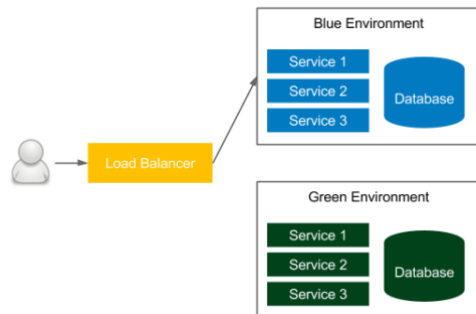 Blue Environment
Service 1
Service 2
Service 3
Database
Load Balancer
Green Environment
Service 1
Service 2
Service 3
Database